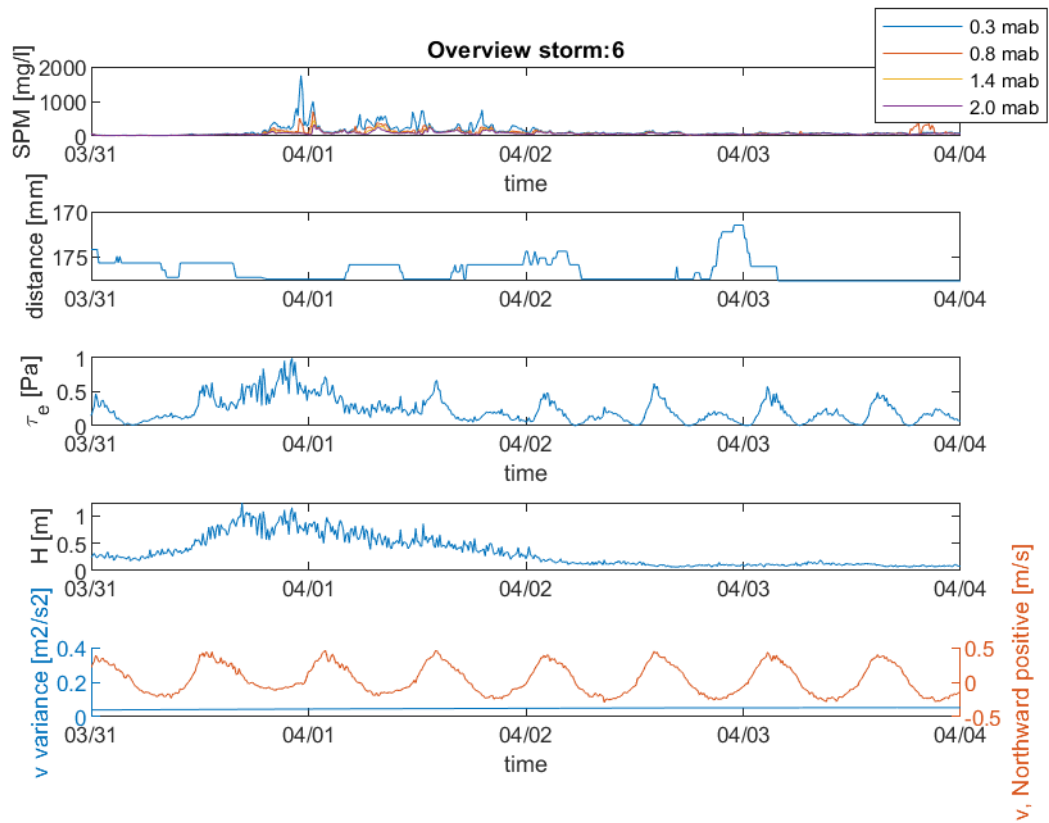 Overview storm:6
0.3 mab
0.8 mab
1.4 mab
2.0 mab
SPM [mg/l]
2000
1000
0
03/31 04/01 04/02 04/03 04/04
time
distance [mm]
170
175
03/31 04/01 04/02 04/03 04/04
τe [Pa]
1
0.5
0
03/31 04/01 04/02 04/03 04/04
time
H [m]
1
0.5
0
03/31 04/01 04/02 04/03 04/04
v variance [m2/s2]
0.4
0.2
0
v, Northward positive [m/s]
0.5
0
-0.5
03/31 04/01 04/02 04/03 04/04
time